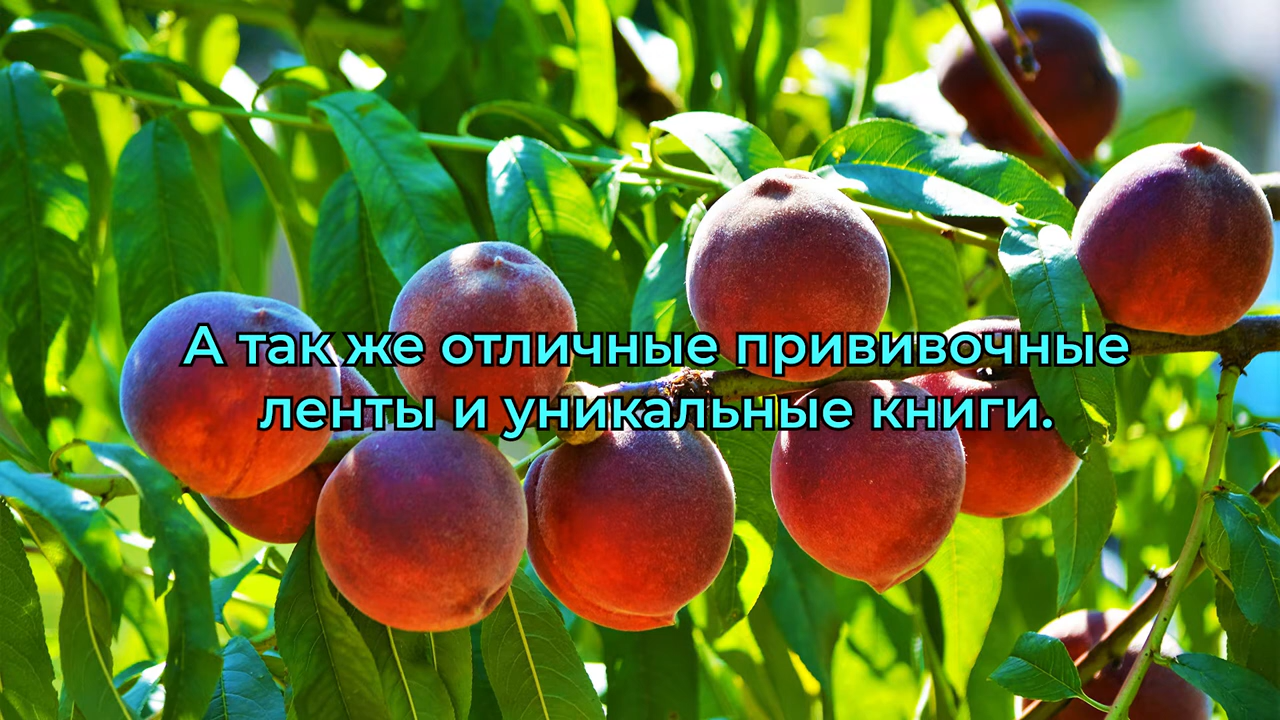 А так же отличные прививочные
ленты и уникальные книги.